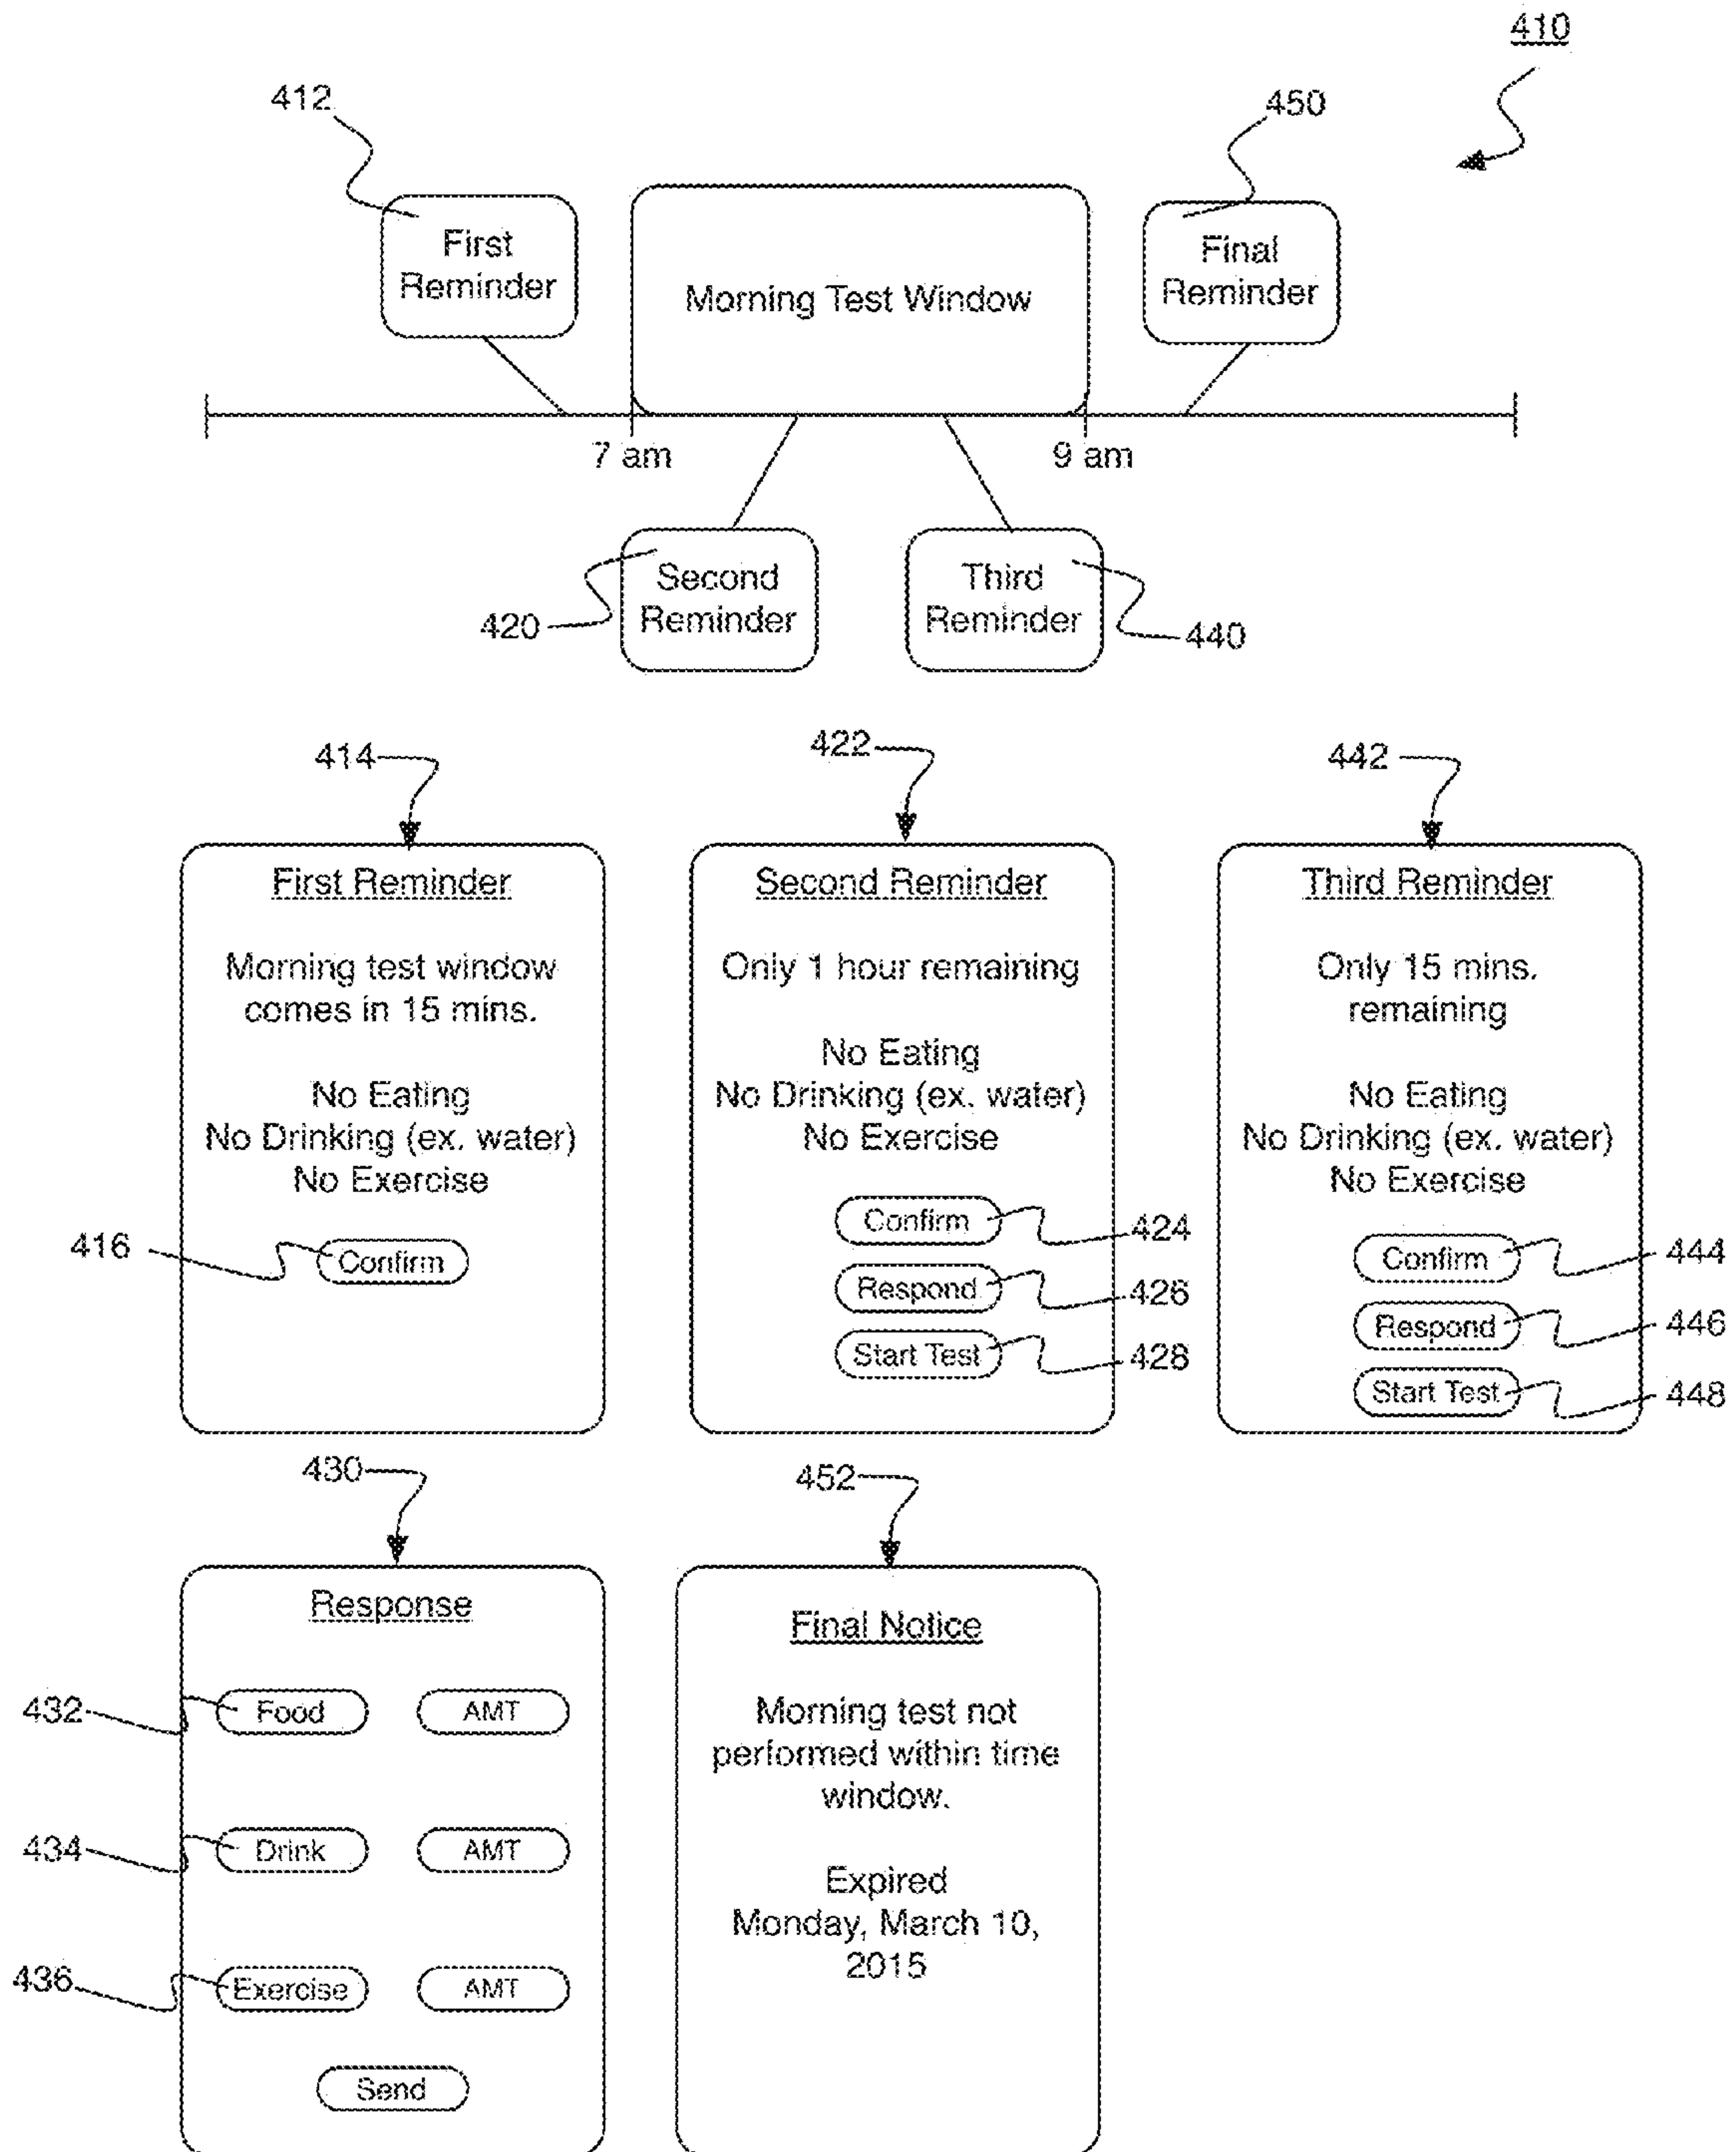 410
412
450
First
Reminder
Morning Test Window
Final
Reminder
7 am
9 am
Second
Reminder
Third
Reminder
420
440
414
422
442
First Reminder
Morning test window
comes in 15 mins.
No Eating
No Drinking (ex. water)
No Exercise
416
Confirm
Second Reminder
Only 1 hour remaining
No Eating
No Drinking (ex. water)
No Exercise
Confirm
424
Respond
426
Start Test
428
Third Reminder
Only 15 mins.
remaining
No Eating
No Drinking (ex. water)
No Exercise
Confirm
444
Respond
446
Start Test
448
430
452
Response
432
Food
AMT
434
Drink
AMT
436
Exercise
AMT
Send
Final Notice
Morning test not
performed within time
window.
Expired
Monday, March 10,
2015